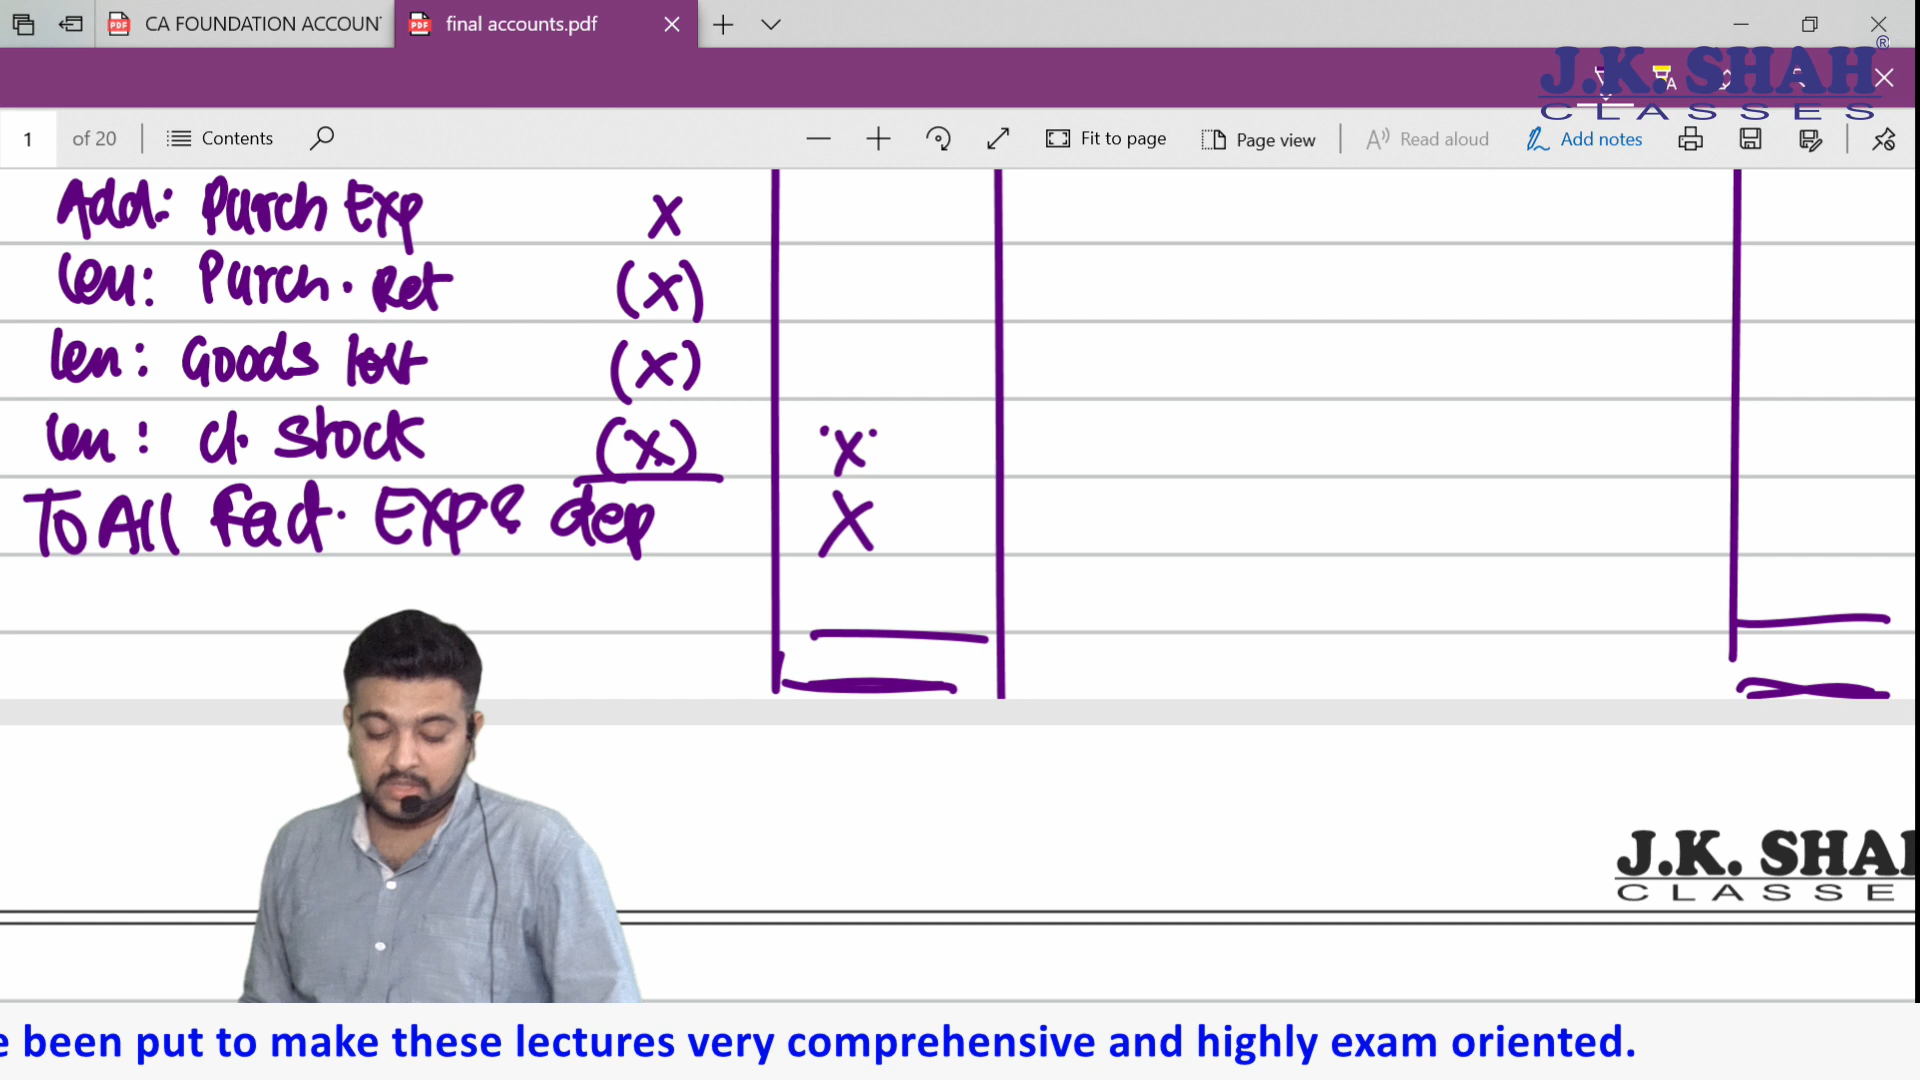 CA FOUNDATION ACCOUN
final accounts.pdf
J.K. SHAH®
CLASSES
1 of 20 Contents Fit to page Page view Read aloud Add notes
Add: Purch Exp X
Less: Purch. Ret (X)
Less: Goods lost (X)
Less: Cl. Stock (X) X
To All Fact. Exp & dep X
J.K. SHA
CLASSE
e been put to make these lectures very comprehensive and highly exam oriented.